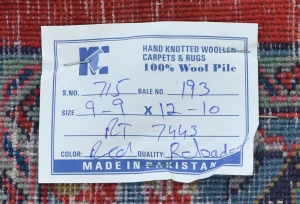 HAND KNOTTED WOOLLEN
CARPETS & RUGS
100% Wool Pile
S.NO. 715 BALE NO. 193
SIZE 9-9 x 12-10
RT 7443
COLOR: Red QUALITY: Reload
MADE IN PAKISTAN